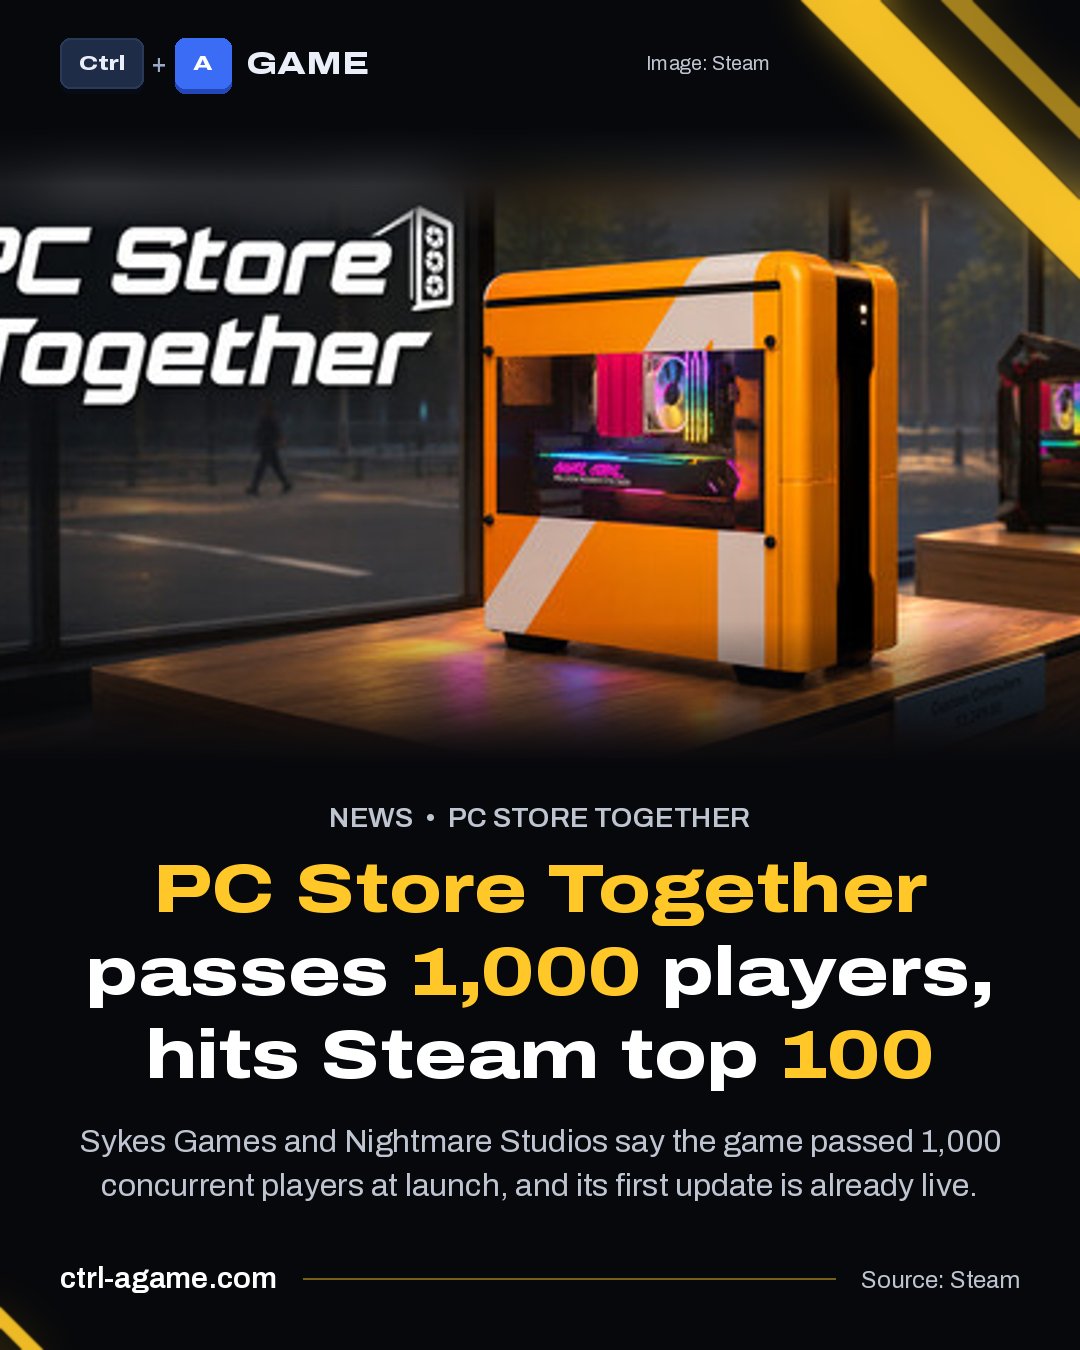 Ctrl + A GAME
Image: Steam
PC Store
Together
NEWS • PC STORE TOGETHER
PC Store Together
passes 1,000 players,
hits Steam top 100
Sykes Games and Nightmare Studios say the game passed 1,000
concurrent players at launch, and its first update is already live.
ctrl-agame.com
Source: Steam